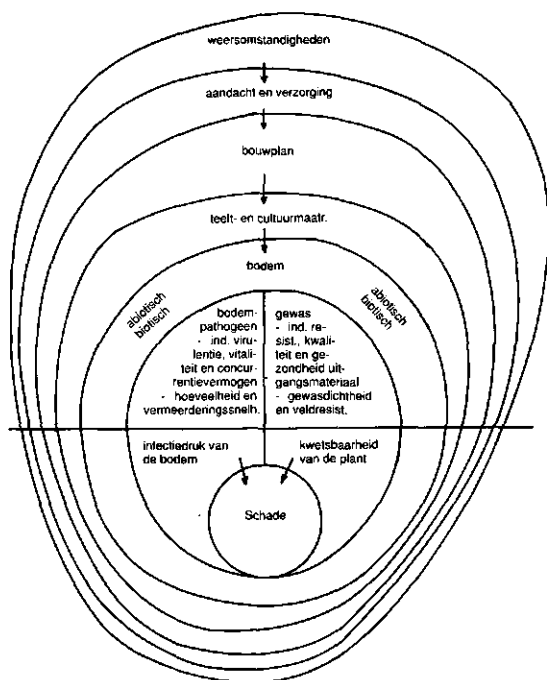 weersomstandigheden
aandacht en verzorging
bouwplan
teelt- en cultuurmaatr.
bodem
abiotisch
biotisch
abiotisch
biotisch
bodem-
pathogeen
- ind. viru-
lentie, vitali-
teit en concur-
rentievermogen
- hoeveelheid en
vermeerderingssnelh.
gewas
- ind. re-
sist., kwali-
teit en ge-
zondheid uit-
gangsmateriaal
- gewasdichtheid
en veldresist.
infectiedruk van
de bodem
kwetsbaarheid
van de plant
Schade